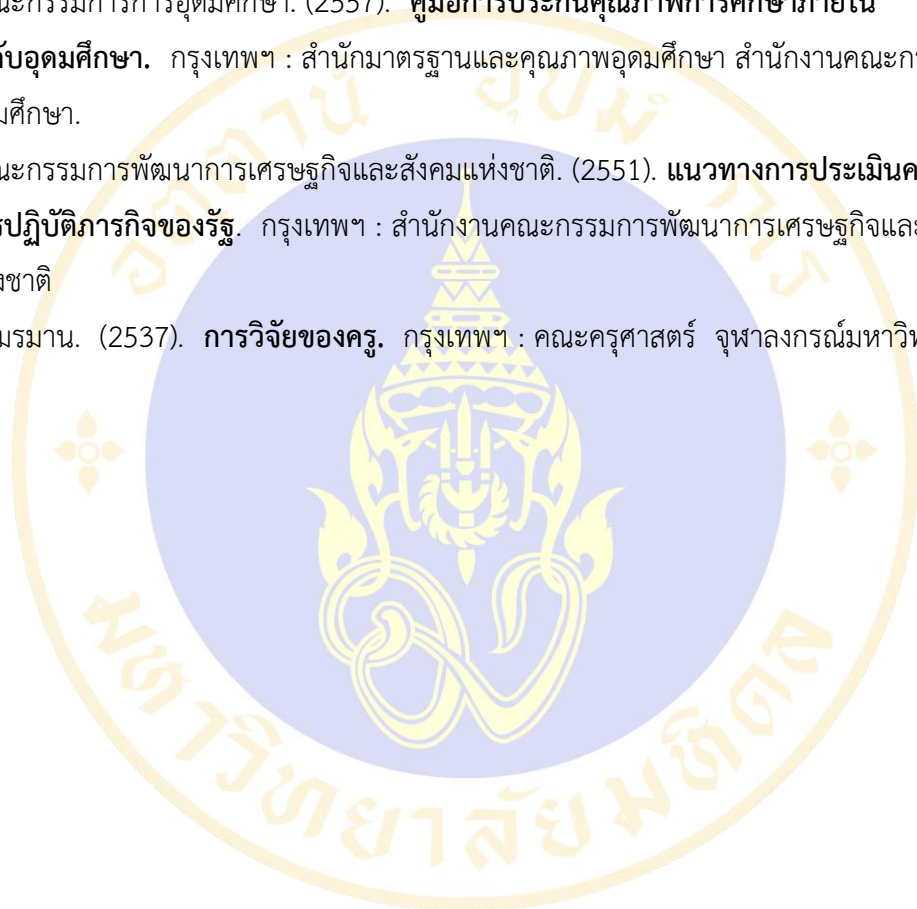 ณะกรรมการการอุดมศึกษา. (2557). คู่มือการประกันคุณภาพการศึกษาภายใน
ับอุดมศึกษา. กรุงเทพฯ : สำนักมาตรฐานและคุณภาพอุดมศึกษา สำนักงานคณะก
มศึกษา.
ณะกรรมการพัฒนาการเศรษฐกิจและสังคมแห่งชาติ. (2551). แนวทางการประเมินค
รปฏิบัติภารกิจของรัฐ. กรุงเทพฯ : สำนักงานคณะกรรมการพัฒนาการเศรษฐกิจและ
งชาติ
มรมาน. (2537). การวิจัยของครู. กรุงเทพฯ : คณะครุศาสตร์ จุฬาลงกรณ์มหาวิท
อตฺตานํ อุปมํ กเร
มหาวิทยาลัยมหิดล